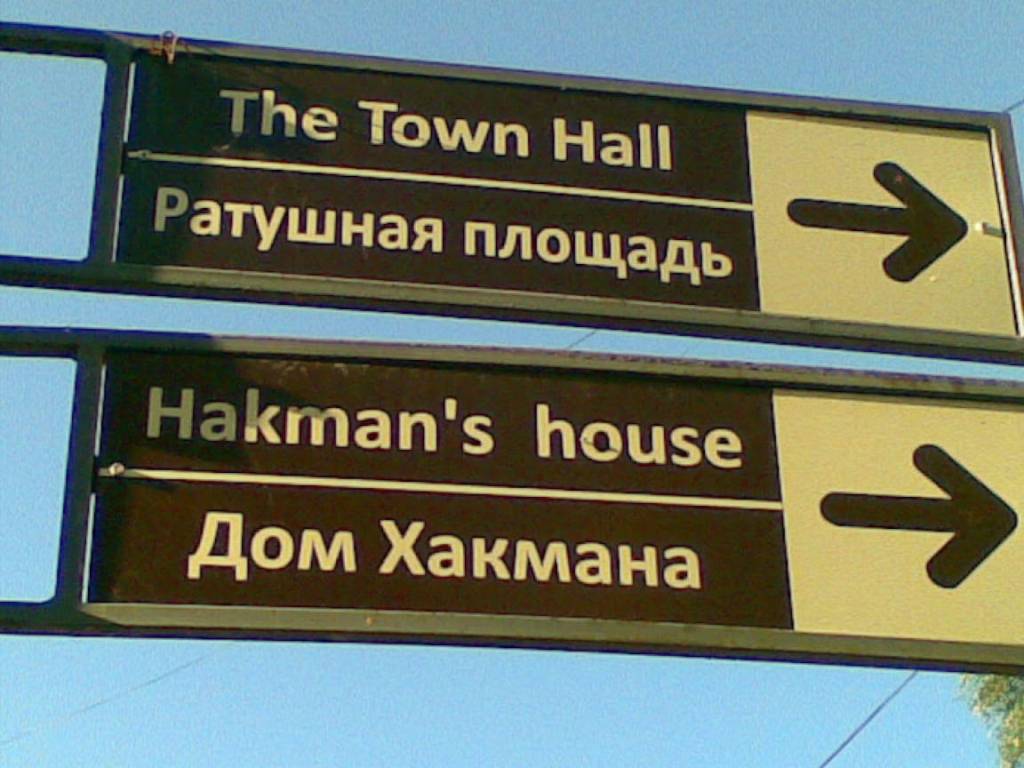 The Town Hall
Ратушная площадь
Hakman's house
Дом Хакмана